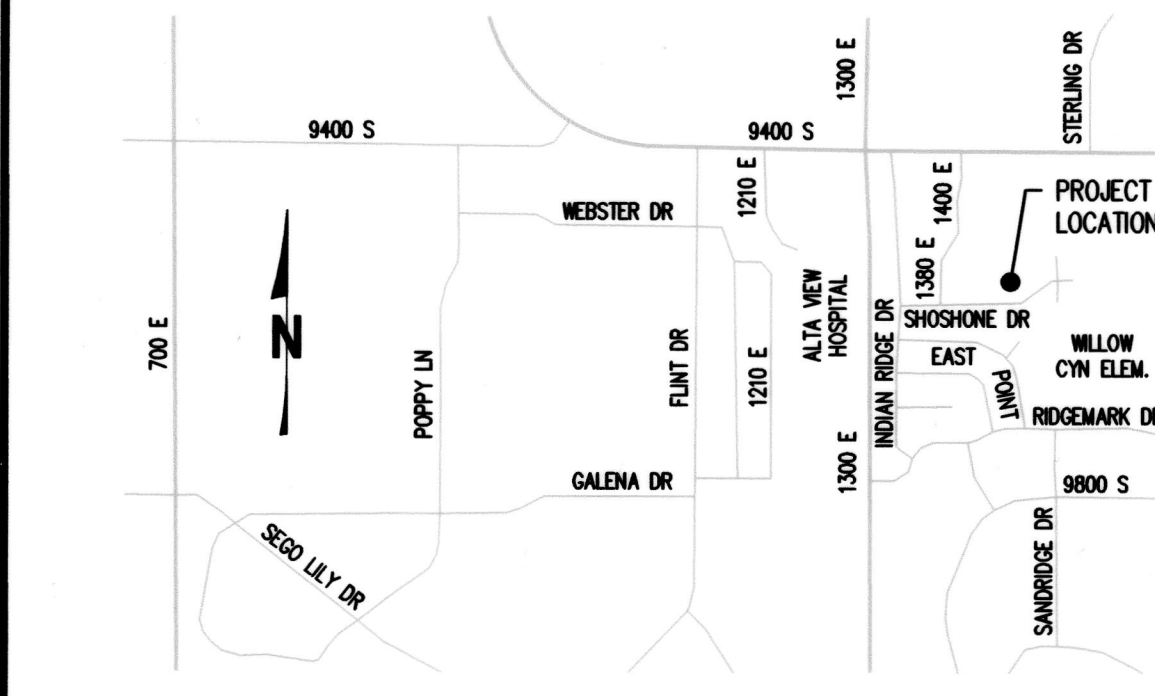 1300 E
STERLING DR
9400 S
9400 S
1210 E
1400 E
PROJECT
LOCATION
WEBSTER DR
1380 E
ALTA VIEW
HOSPITAL
N
SHOSHONE DR
700 E
POPPY LN
FLINT DR
1210 E
INDIAN RIDGE DR
EAST
POINT
WILLOW
CYN ELEM.
RIDGEMARK DR
1300 E
GALENA DR
9800 S
SEGO LILY DR
SANDRIDGE DR